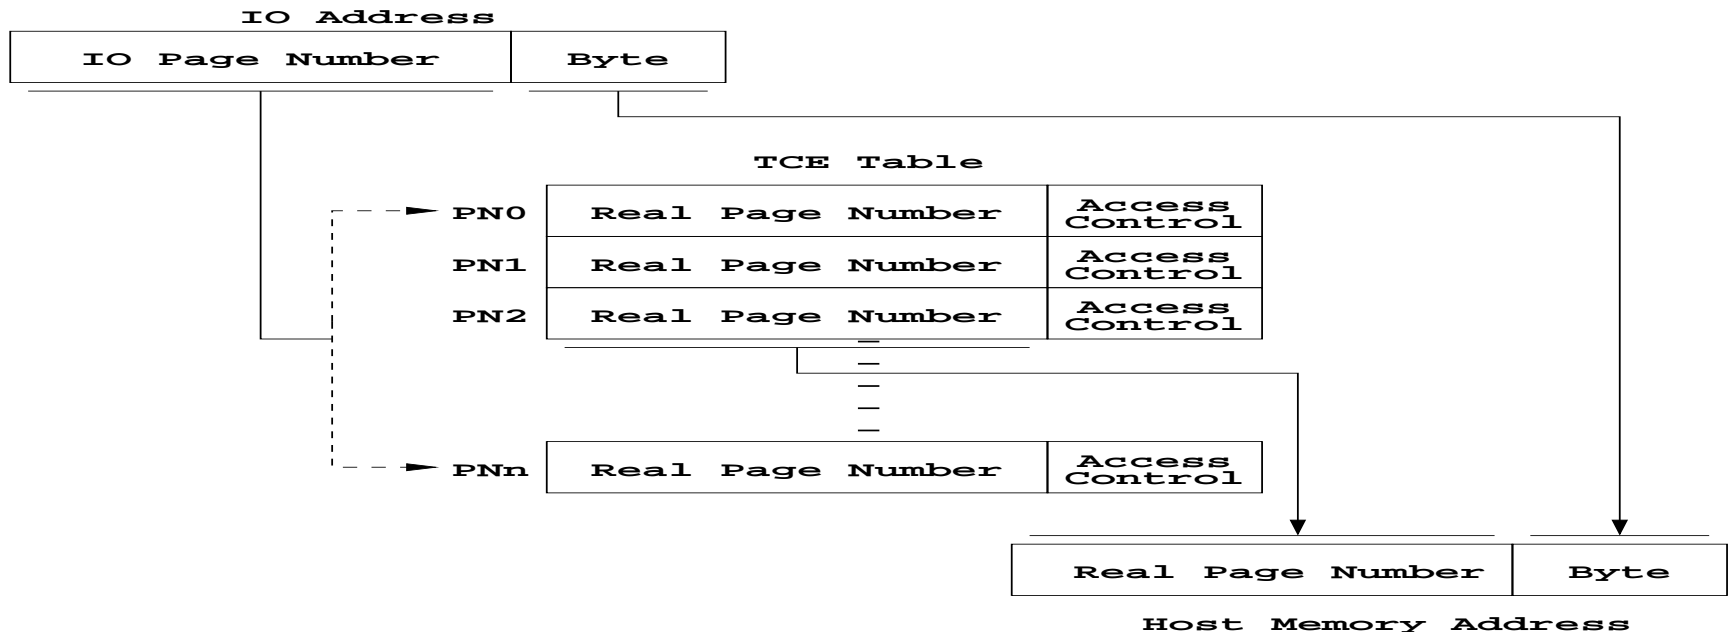 IO Address
IO Page Number Byte
TCE Table
PN0 Real Page Number Access Control
PN1 Real Page Number Access Control
PN2 Real Page Number Access Control
PNn Real Page Number Access Control
Real Page Number Byte
Host Memory Address